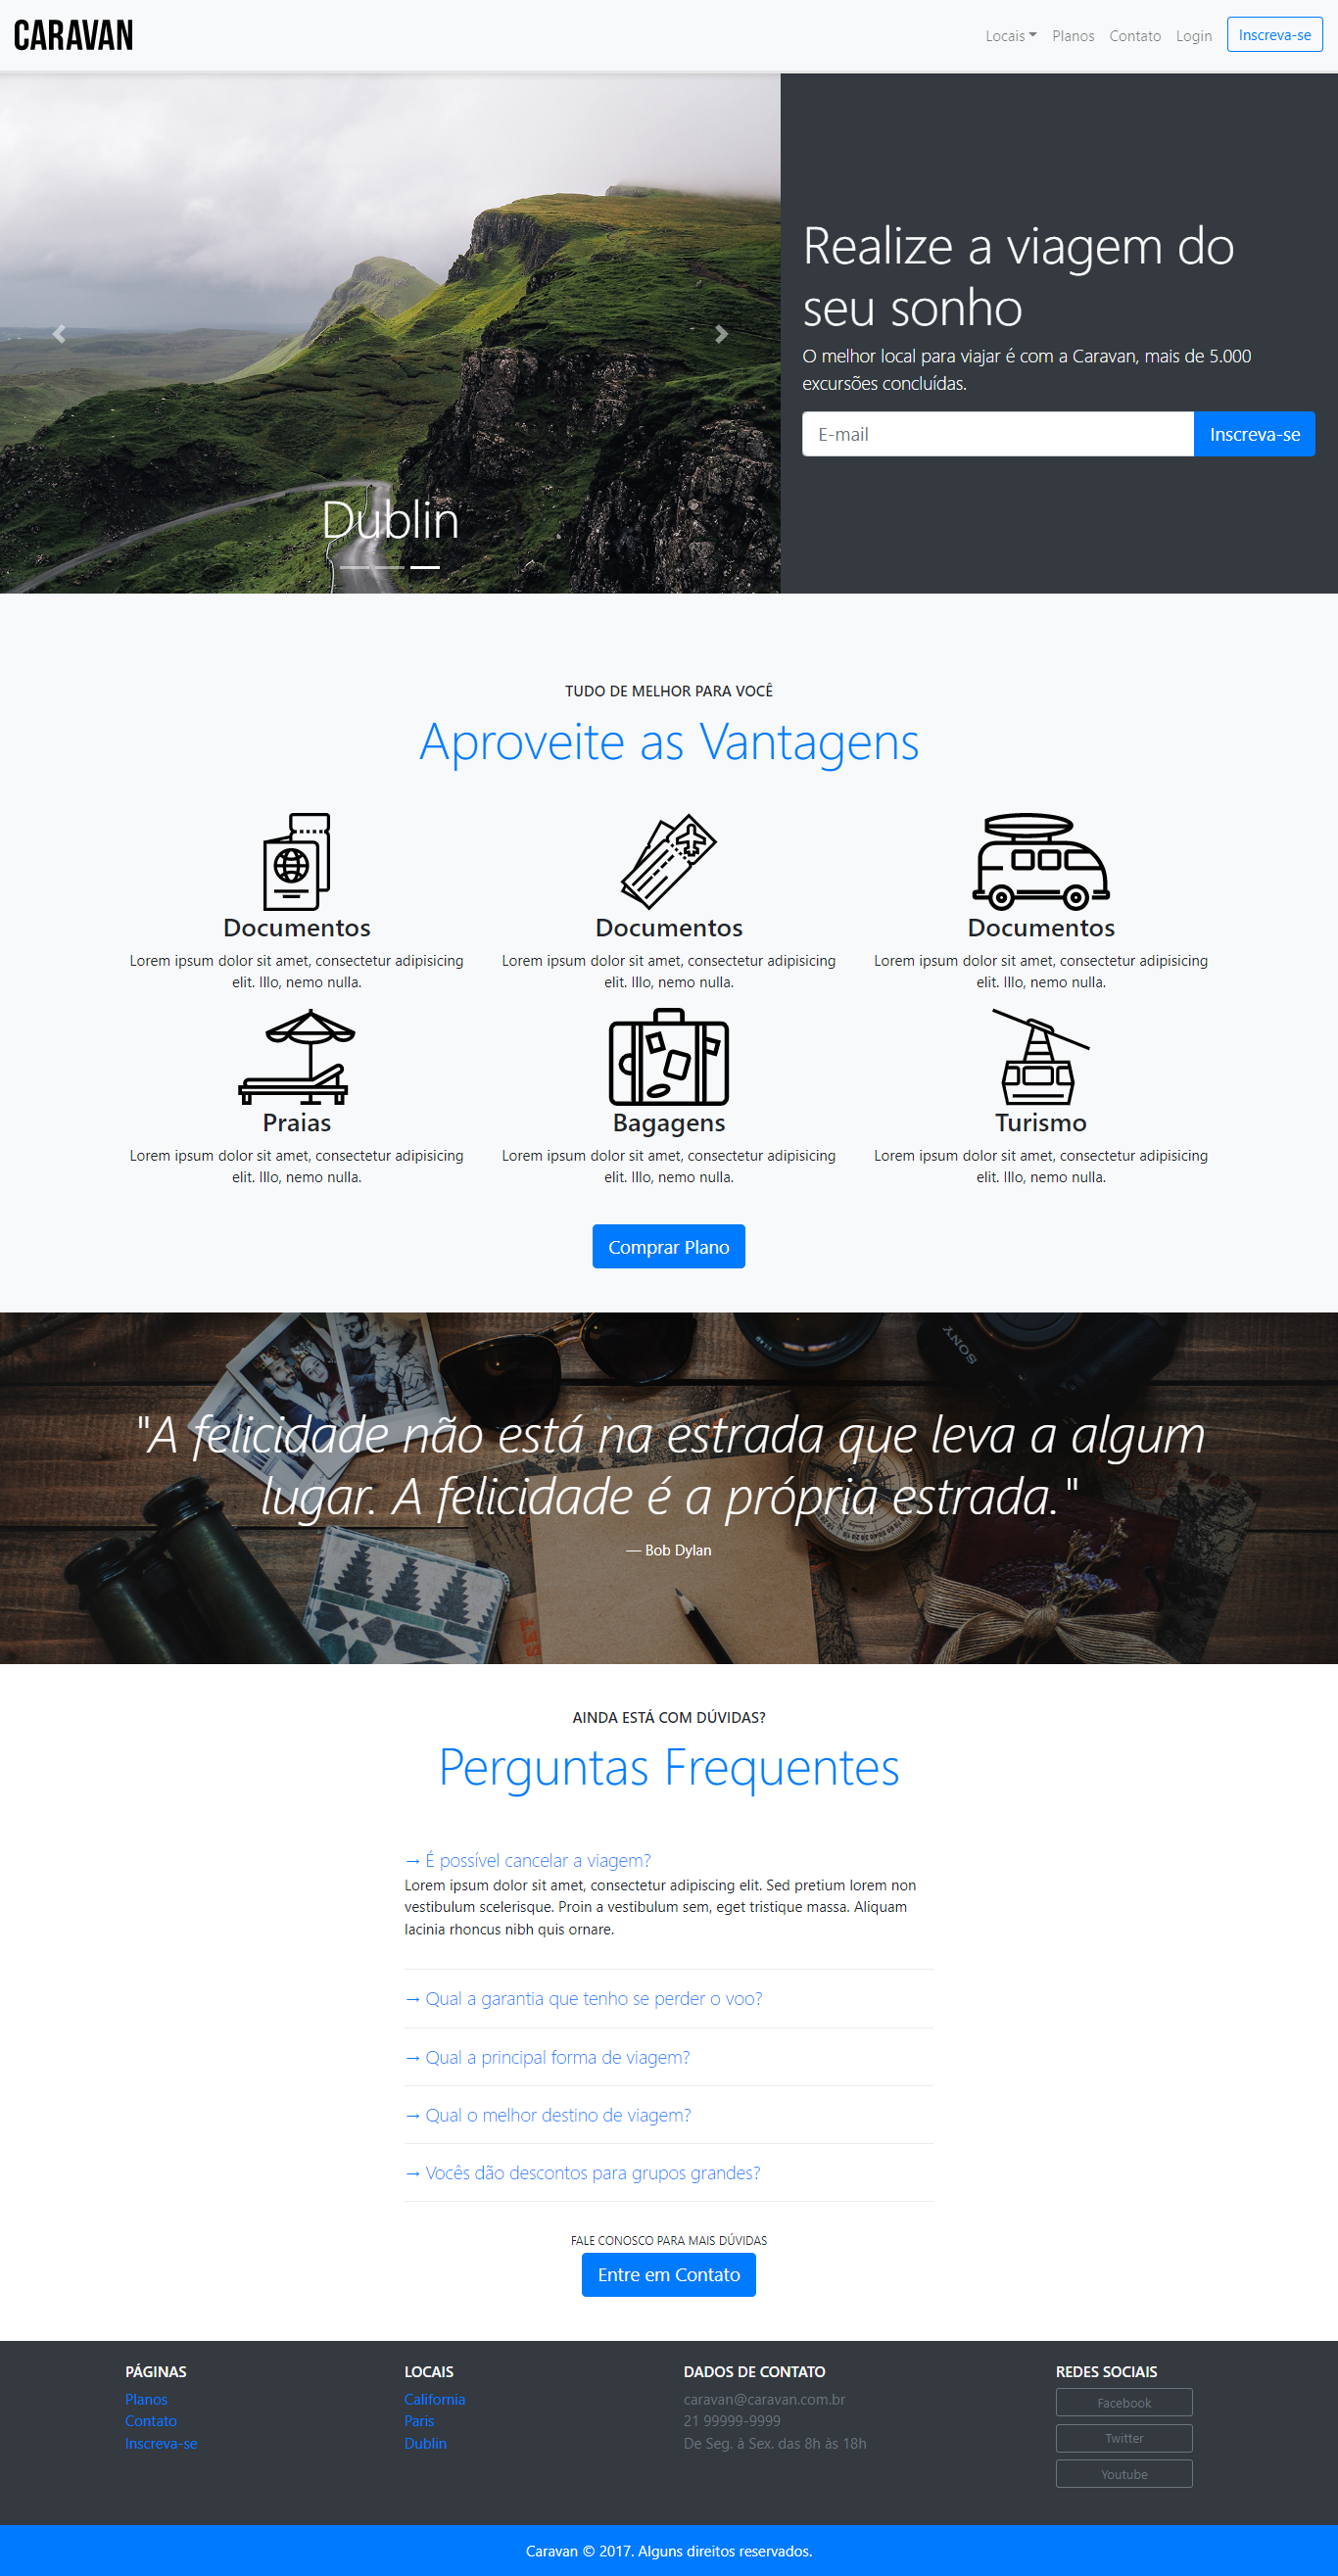 CARAVAN
Locais
Planos
Contato
Login
Inscreva-se
Realize a viagem do
seu sonho
O melhor local para viajar é com a Caravan, mais de 5.000
excursões concluídas.
E-mail
Inscreva-se
Dublin
TUDO DE MELHOR PARA VOCÊ
Aproveite as Vantagens
Documentos
Lorem ipsum dolor sit amet, consectetur adipisicing
elit. Illo, nemo nulla.
Documentos
Lorem ipsum dolor sit amet, consectetur adipisicing
elit. Illo, nemo nulla.
Documentos
Lorem ipsum dolor sit amet, consectetur adipisicing
elit. Illo, nemo nulla.
Praias
Lorem ipsum dolor sit amet, consectetur adipisicing
elit. Illo, nemo nulla.
Bagagens
Lorem ipsum dolor sit amet, consectetur adipisicing
elit. Illo, nemo nulla.
Turismo
Lorem ipsum dolor sit amet, consectetur adipisicing
elit. Illo, nemo nulla.
Comprar Plano
SONY
"A felicidade não está na estrada que leva a algum
lugar. A felicidade é a própria estrada."
— Bob Dylan
AINDA ESTÁ COM DÚVIDAS?
Perguntas Frequentes
→ É possível cancelar a viagem?
Lorem ipsum dolor sit amet, consectetur adipiscing elit. Sed pretium lorem non
vestibulum scelerisque. Proin a vestibulum sem, eget tristique massa. Aliquam
lacinia rhoncus nibh quis ornare.
→ Qual a garantia que tenho se perder o voo?
→ Qual a principal forma de viagem?
→ Qual o melhor destino de viagem?
→ Vocês dão descontos para grupos grandes?
FALE CONOSCO PARA MAIS DÚVIDAS
Entre em Contato
PÁGINAS
Planos
Contato
Inscreva-se
LOCAIS
California
Paris
Dublin
DADOS DE CONTATO
caravan@caravan.com.br
21 99999-9999
De Seg. à Sex. das 8h às 18h
REDES SOCIAIS
Facebook
Twitter
Youtube
Caravan © 2017. Alguns direitos reservados.